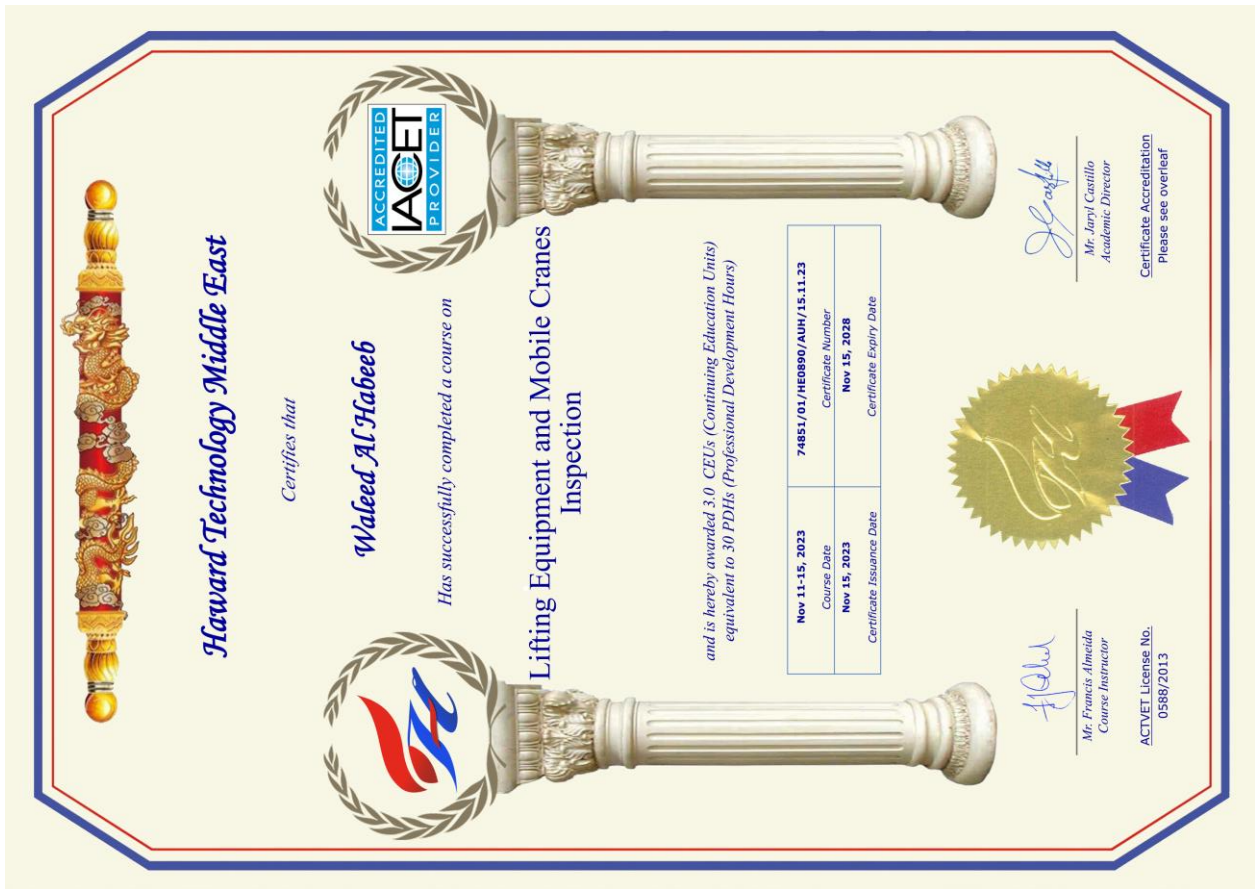 Haward Technology Middle East
Certifies that
ACCREDITED
IACET
PROVIDER
Waleed Al Habeeb
Has successfully completed a course on
Lifting Equipment and Mobile Cranes
Inspection
and is hereby awarded 3.0 CEUs (Continuing Education Units)
equivalent to 30 PDHs (Professional Development Hours)
Nov 11-15, 2023
74851/01/HE0890/AUH/15.11.23
Course Date
Certificate Number
Nov 15, 2023
Nov 15, 2028
Certificate Issuance Date
Certificate Expiry Date
Mr. Francis Almeida
Course Instructor
Mr. Jaryl Castillo
Academic Director
ACTVET License No.
0588/2013
Certificate Accreditation
Please see overleaf